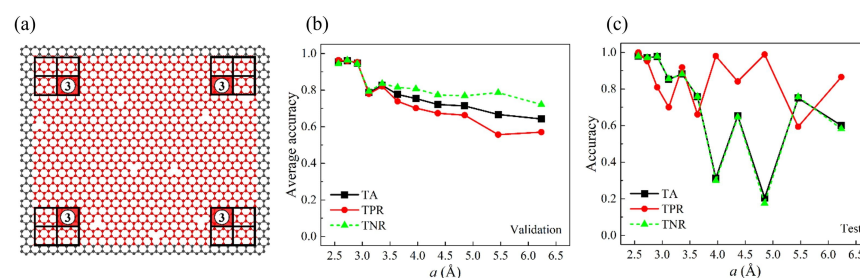 (a)
3 3
3 3
(b)
Average accuracy
1.0
0.8
0.6
0.4
0.2
0.0
TA
TPR
TNR
Validation
2.5 3.0 3.5 4.0 4.5 5.0 5.5 6.0 6.5
a (Å)
(c)
Accuracy
1.0
0.8
0.6
0.4
0.2
0.0
TA
TPR
TNR
Test
2.5 3.0 3.5 4.0 4.5 5.0 5.5 6.0 6.5
a (Å)